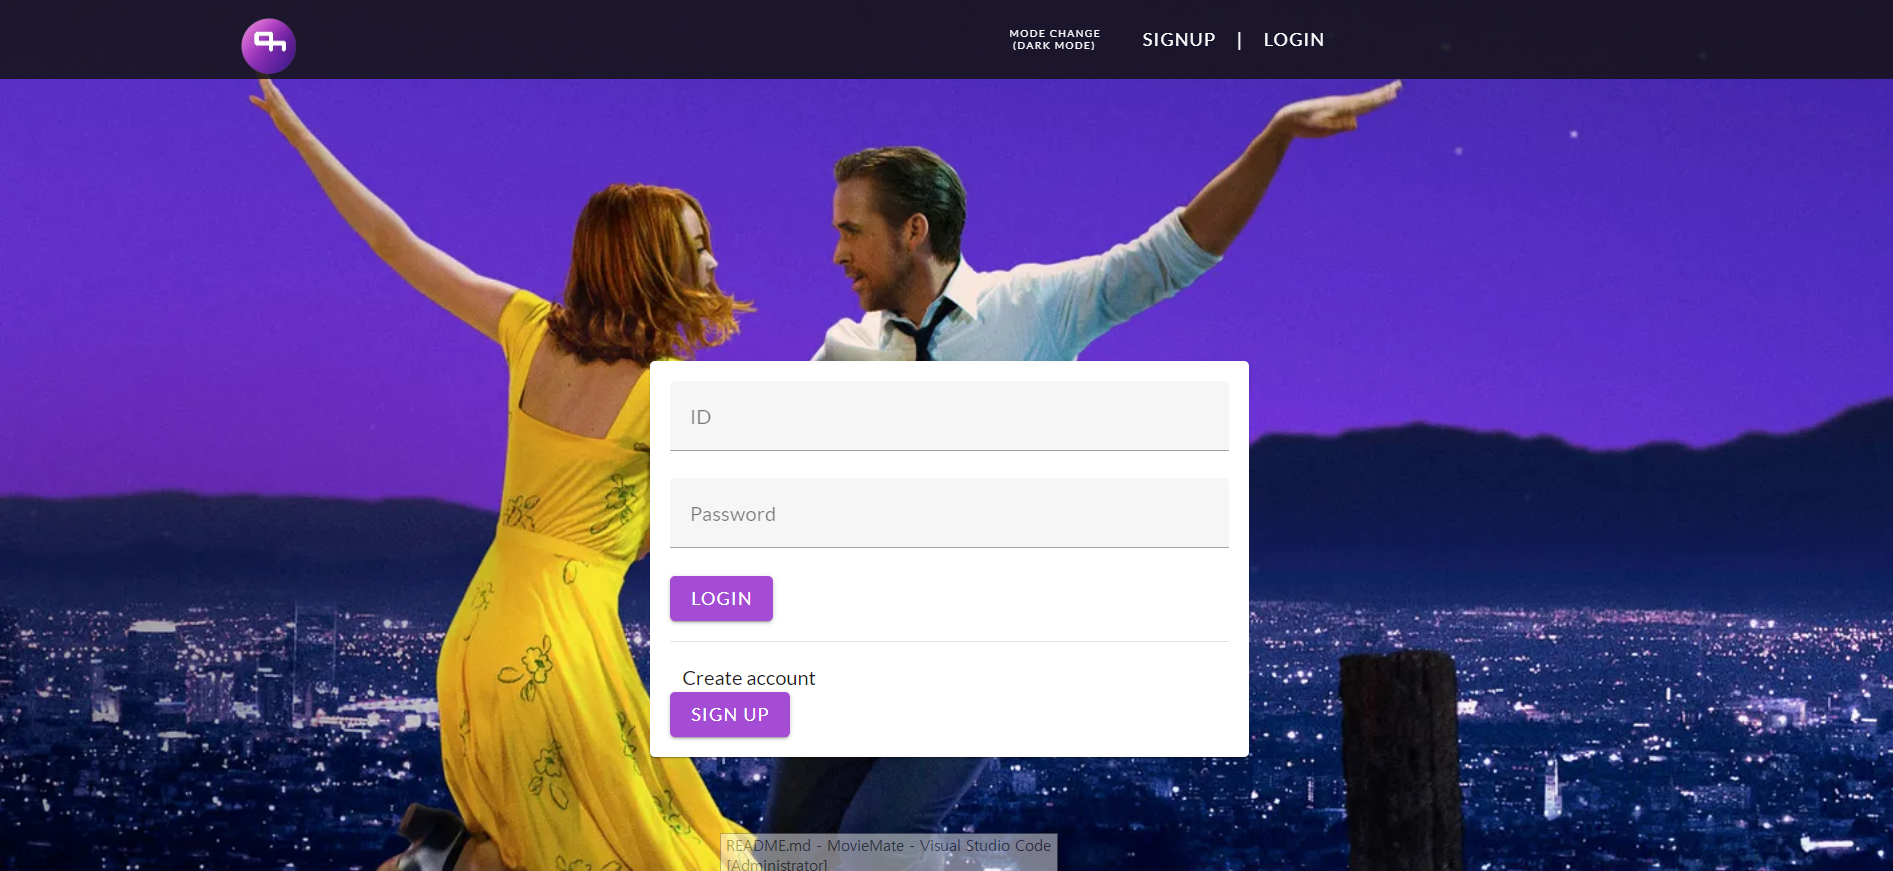 MODE CHANGE
(DARK MODE)
SIGNUP | LOGIN
ID
Password
LOGIN
Create account
SIGN UP
README.md - MovieMate - Visual Studio Code
[Administrator]